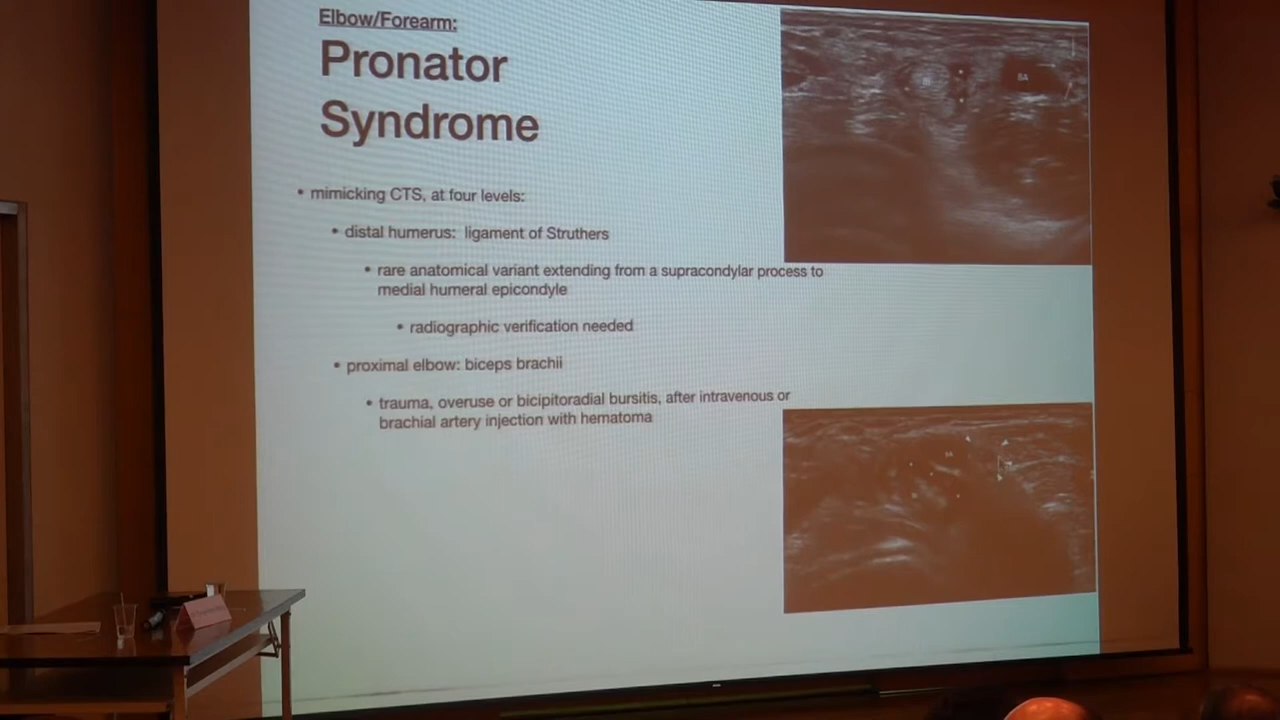 Elbow/Forearm:
Pronator
Syndrome
• mimicking CTS, at four levels:
• distal humerus: ligament of Struthers
• rare anatomical variant extending from a supracondylar process to
medial humeral epicondyle
• radiographic verification needed
• proximal elbow: biceps brachii
• trauma, overuse or bicipitoradial bursitis, after intravenous or
brachial artery injection with hematoma
BA